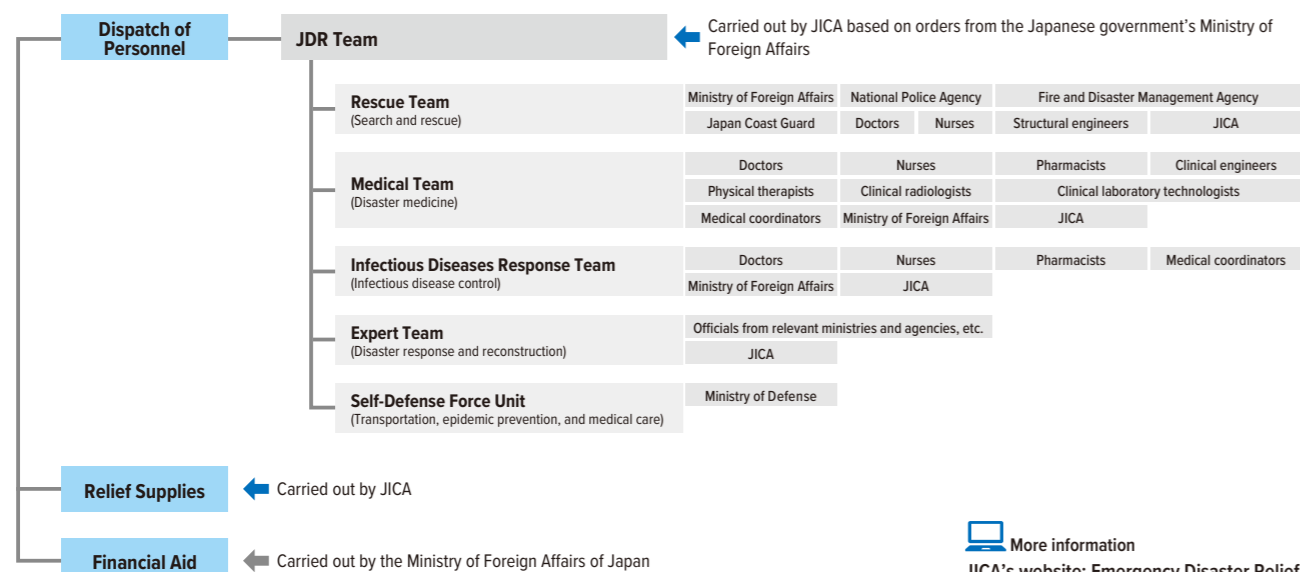 Dispatch of
Personnel
JDR Team
Carried out by JICA based on orders from the Japanese government's Ministry of
Foreign Affairs
Rescue Team
(Search and rescue)
Ministry of Foreign Affairs National Police Agency Fire and Disaster Management Agency
Japan Coast Guard Doctors Nurses Structural engineers JICA
Medical Team
(Disaster medicine)
Doctors Nurses Pharmacists Clinical engineers
Physical therapists Clinical radiologists Clinical laboratory technologists
Medical coordinators Ministry of Foreign Affairs JICA
Infectious Diseases Response Team
(Infectious disease control)
Doctors Nurses Pharmacists Medical coordinators
Ministry of Foreign Affairs JICA
Expert Team
(Disaster response and reconstruction)
Officials from relevant ministries and agencies, etc.
JICA
Self-Defense Force Unit
(Transportation, epidemic prevention, and medical care)
Ministry of Defense
Relief Supplies
Carried out by JICA
Financial Aid
Carried out by the Ministry of Foreign Affairs of Japan
More information
JICA's website: Emergency Disaster Relief